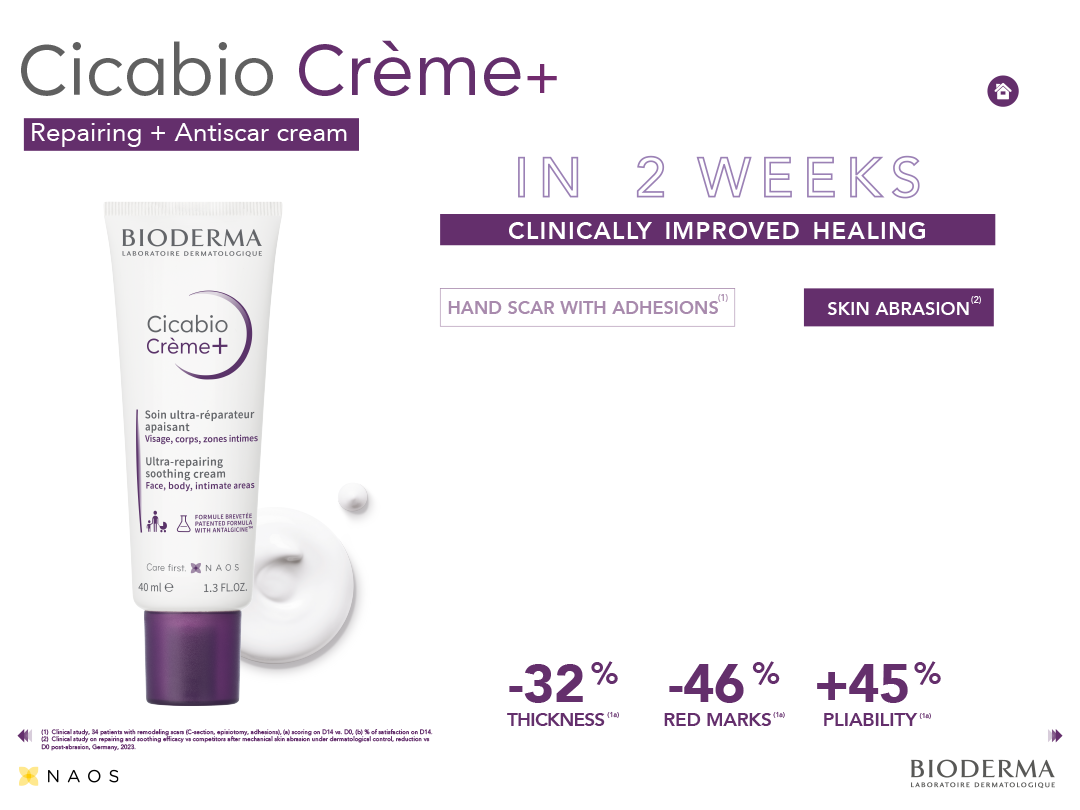 Cicabio Crème+
Repairing + Antiscar cream
IN 2 WEEKS
CLINICALLY IMPROVED HEALING
HAND SCAR WITH ADHESIONS(1)
SKIN ABRASION(2)
BIODERMA
LABORATOIRE DERMATOLOGIQUE
Cicabio
Crème+
Soin ultra-réparateur
apaisant
Visage, corps, zones intimes
Ultra-repairing
soothing cream
Face, body, intimate areas
FORMULE BREVETÉE
PATENTED FORMULA
WITH ANTALGICINE™
Care first. NAOS
40 ml ℮ 1.3 FL.OZ.
-32% -46% +45%
THICKNESS (1a) RED MARKS (1a) PLIABILITY (1a)
(1) Clinical study, 34 patients with remodeling scars (C-section, episiotomy, adhesions), (a) scoring on D14 vs. D0, (b) % of satisfaction on D14.
(2) Clinical study on repairing and soothing efficacy vs competitors after mechanical skin abrasion under dermatological control, reduction vs
D0 post-abrasion, Germany, 2023.
NAOS
BIODERMA
LABORATOIRE DERMATOLOGIQUE